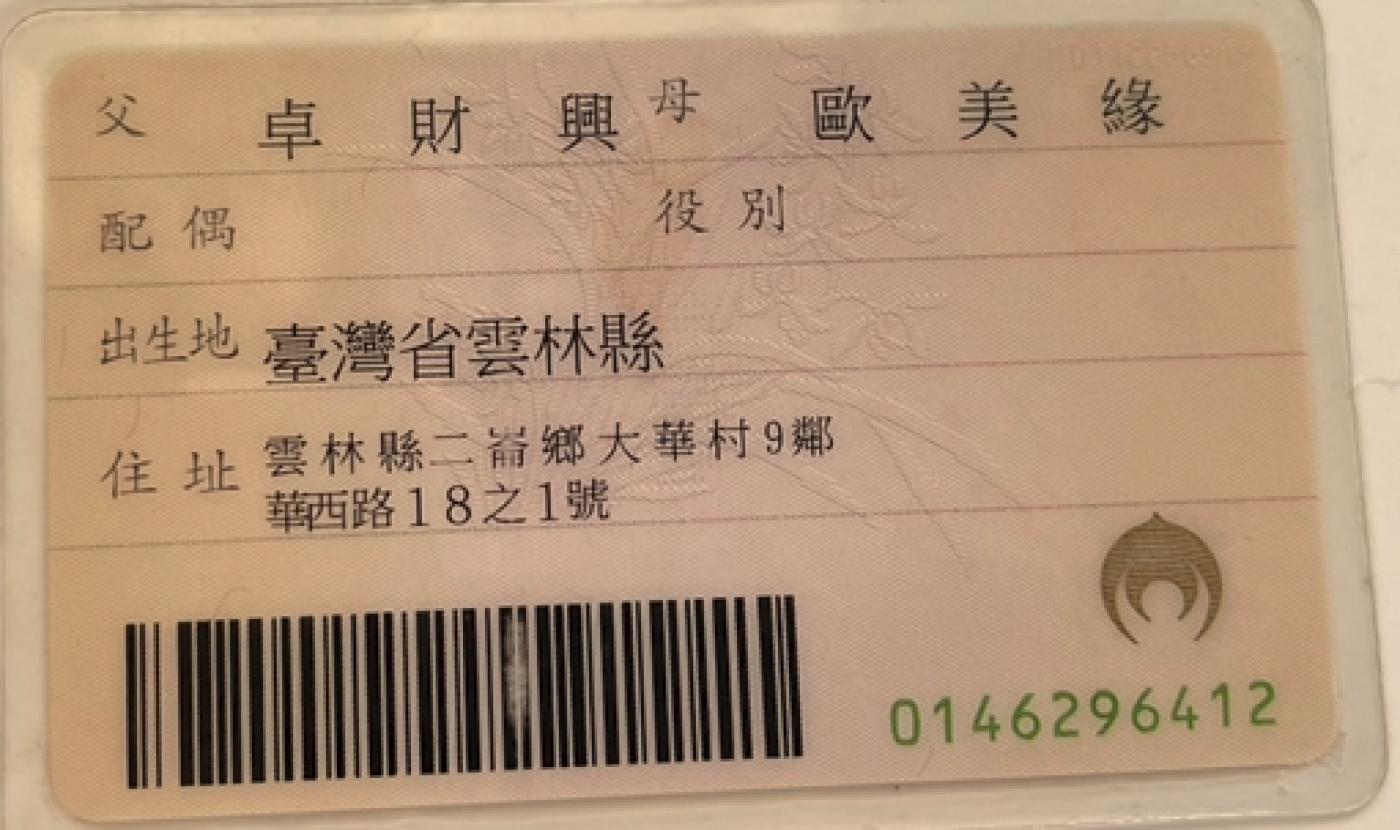 父 卓財興 母 歐美緣
配偶 役別
出生地 臺灣省雲林縣
住址 雲林縣二崙鄉大華村9鄰
華西路18之1號
0146296412